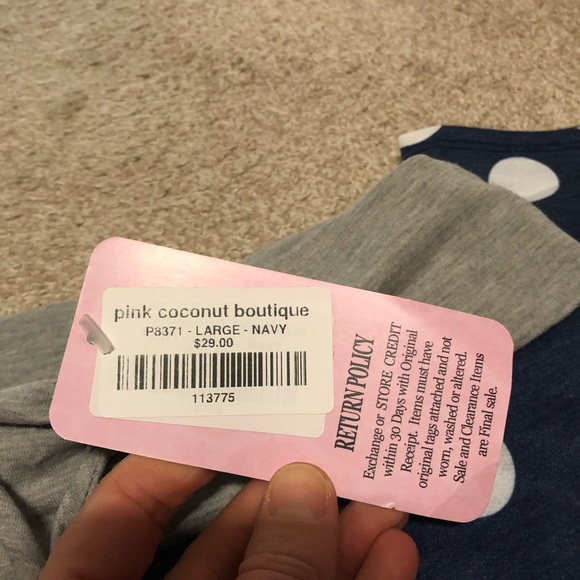 pink coconut boutique
P8371 - LARGE - NAVY
$29.00
113775
RETURN POLICY
Exchange or STORE CREDIT
within 30 Days with Original
Receipt. Items must have
original tags attached and not
worn, washed or altered.
Sale and Clearance Items
are Final sale.